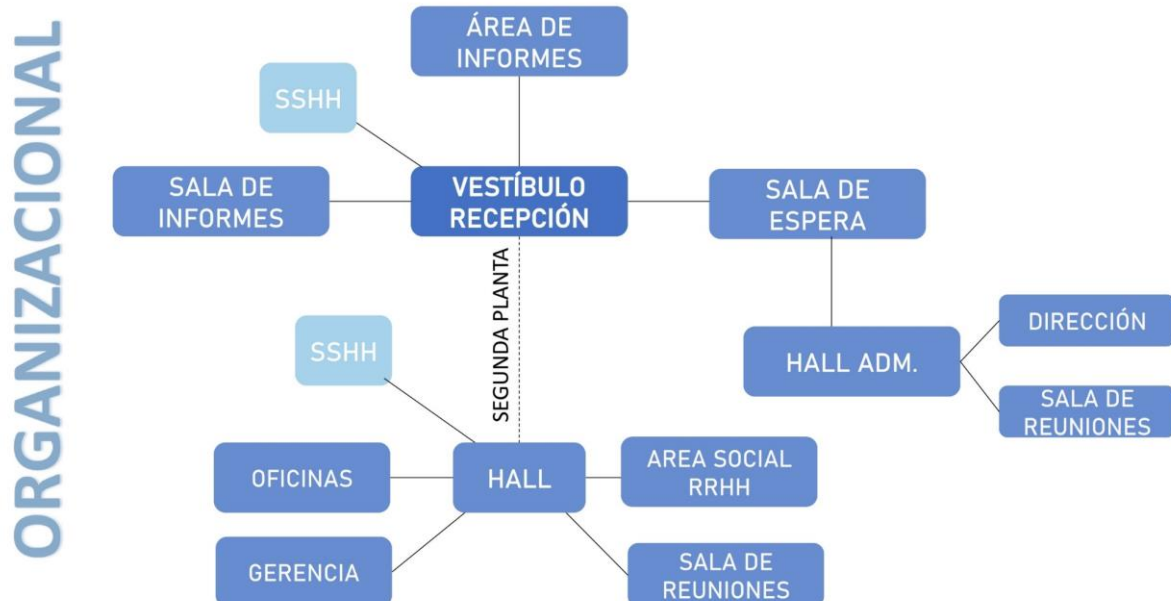 ORGANIZACIONAL
ÁREA DE
INFORMES
SSHH
SALA DE
INFORMES
VESTÍBULO
RECEPCIÓN
SALA DE
ESPERA
SEGUNDA PLANTA
HALL ADM.
DIRECCIÓN
SALA DE
REUNIONES
SSHH
OFICINAS
HALL
AREA SOCIAL
RRHH
GERENCIA
SALA DE
REUNIONES